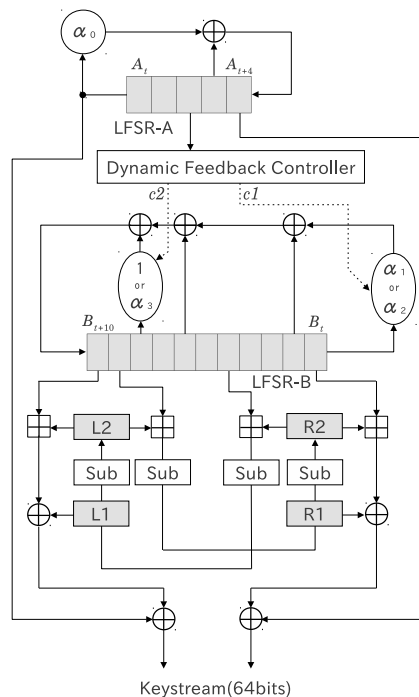 α0
At At+4
LFSR-A
Dynamic Feedback Controller
c2 c1
1 or α3
α1 or α2
Bt+10 Bt
LFSR-B
L2 R2
Sub Sub Sub Sub
L1 R1
Keystream(64bits)